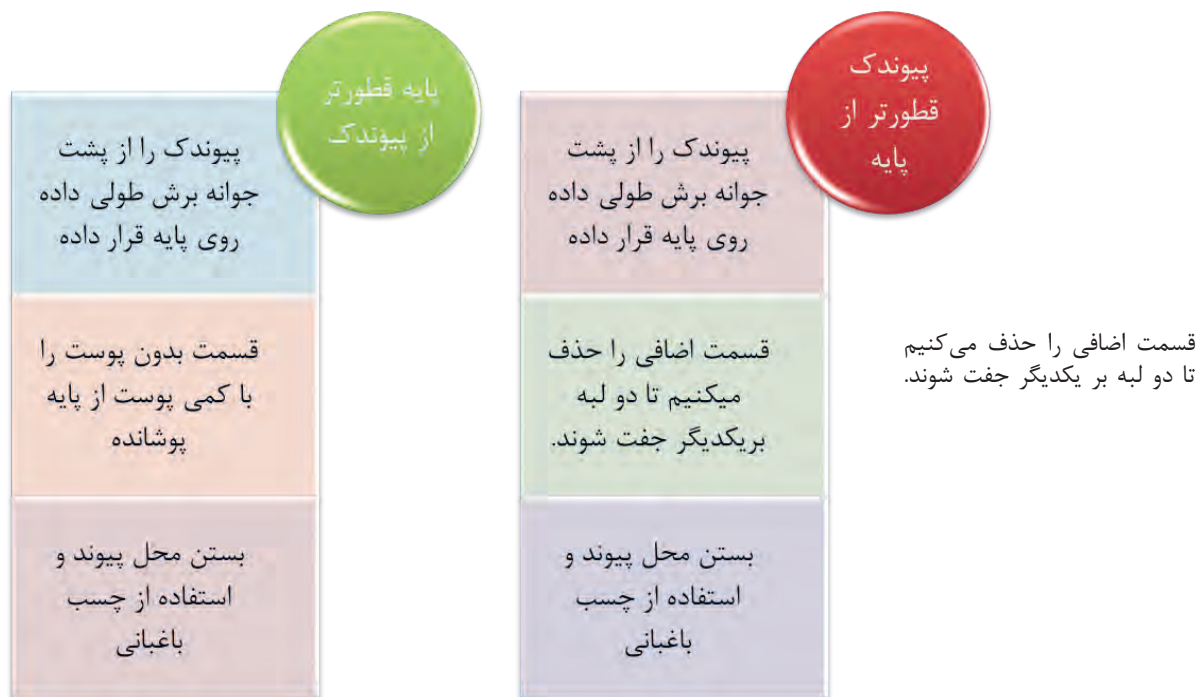 پیوندک
قطورتر از
پایه
پیوندک را از پشت
جوانه برش طولی داده
روی پایه قرار داده
قسمت اضافی را حذف
میکنیم تا دو لبه
بریکدیگر جفت شوند.
بستن محل پیوند و
استفاده از چسب
باغبانی
قسمت اضافی را حذف می‌کنیم
تا دو لبه بر یکدیگر جفت شوند.
پایه قطورتر
از پیوندک
پیوندک را از پشت
جوانه برش طولی داده
روی پایه قرار داده
قسمت بدون پوست را
با کمی پوست از پایه
پوشانده
بستن محل پیوند و
استفاده از چسب
باغبانی